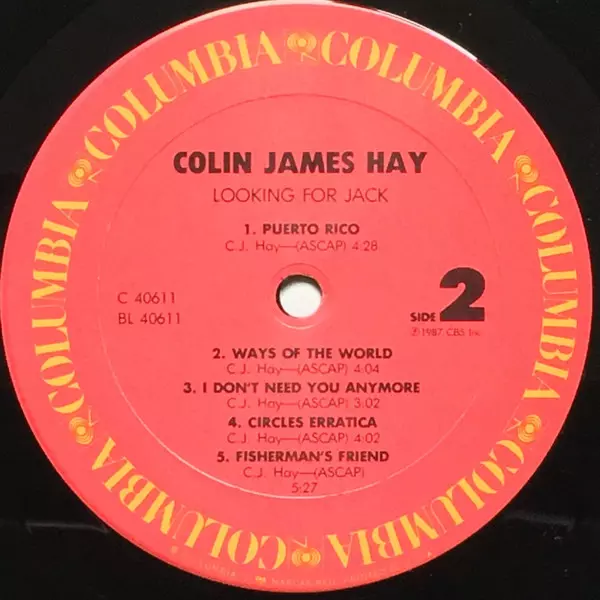 COLUMBIA COLUMBIA COLUMBIA COLUMBIA COLUMBIA COLUMBIA COLUMBIA COLUMBIA
COLIN JAMES HAY
LOOKING FOR JACK
1. PUERTO RICO
C.J. Hay—(ASCAP) 4:28
C 40611
BL 40611
SIDE 2
℗ 1987 CBS Inc.
2. WAYS OF THE WORLD
C.J. Hay—(ASCAP) 4:04
3. I DON'T NEED YOU ANYMORE
C.J. Hay—(ASCAP) 3:02
4. CIRCLES ERRATICA
C.J. Hay—(ASCAP) 4:02
5. FISHERMAN'S FRIEND
C.J. Hay—(ASCAP)
5:27